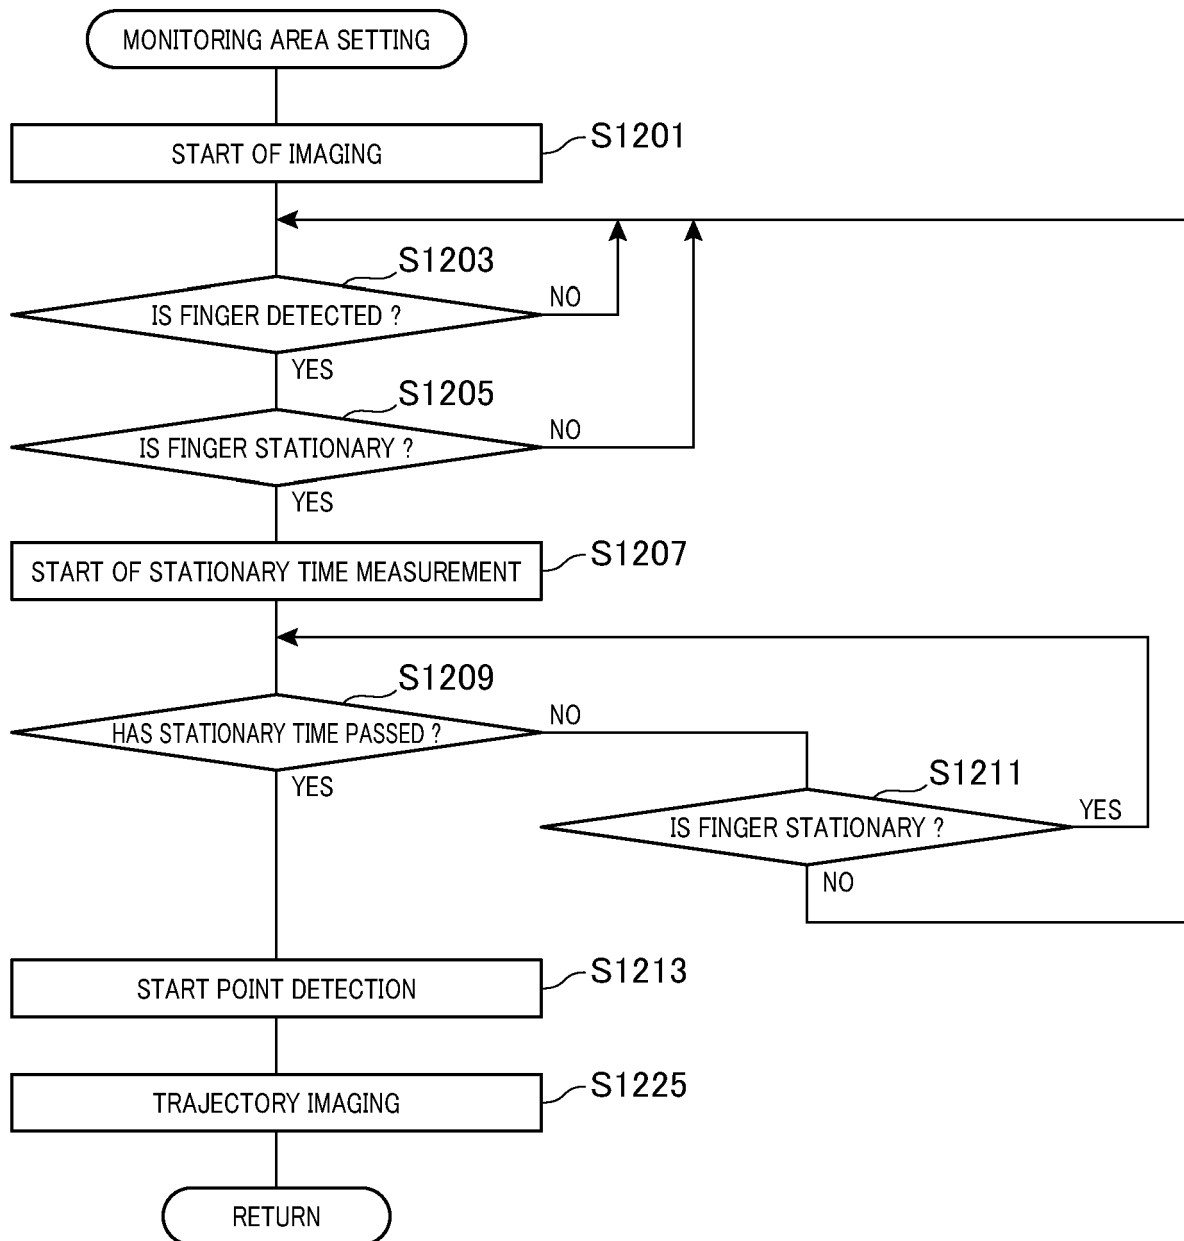 MONITORING AREA SETTING
S1201
START OF IMAGING
S1203
IS FINGER DETECTED ?
NO
YES
S1205
IS FINGER STATIONARY ?
NO
YES
S1207
START OF STATIONARY TIME MEASUREMENT
S1209
HAS STATIONARY TIME PASSED ?
NO
YES
S1211
IS FINGER STATIONARY ?
YES
NO
S1213
START POINT DETECTION
S1225
TRAJECTORY IMAGING
RETURN